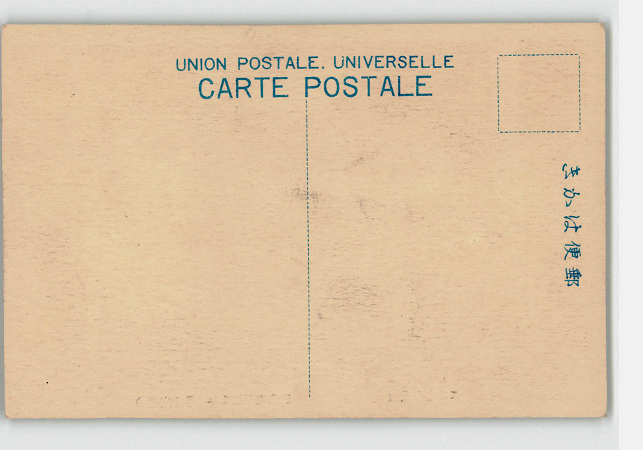 UNION POSTALE. UNIVERSELLE
CARTE POSTALE
きかは便郵